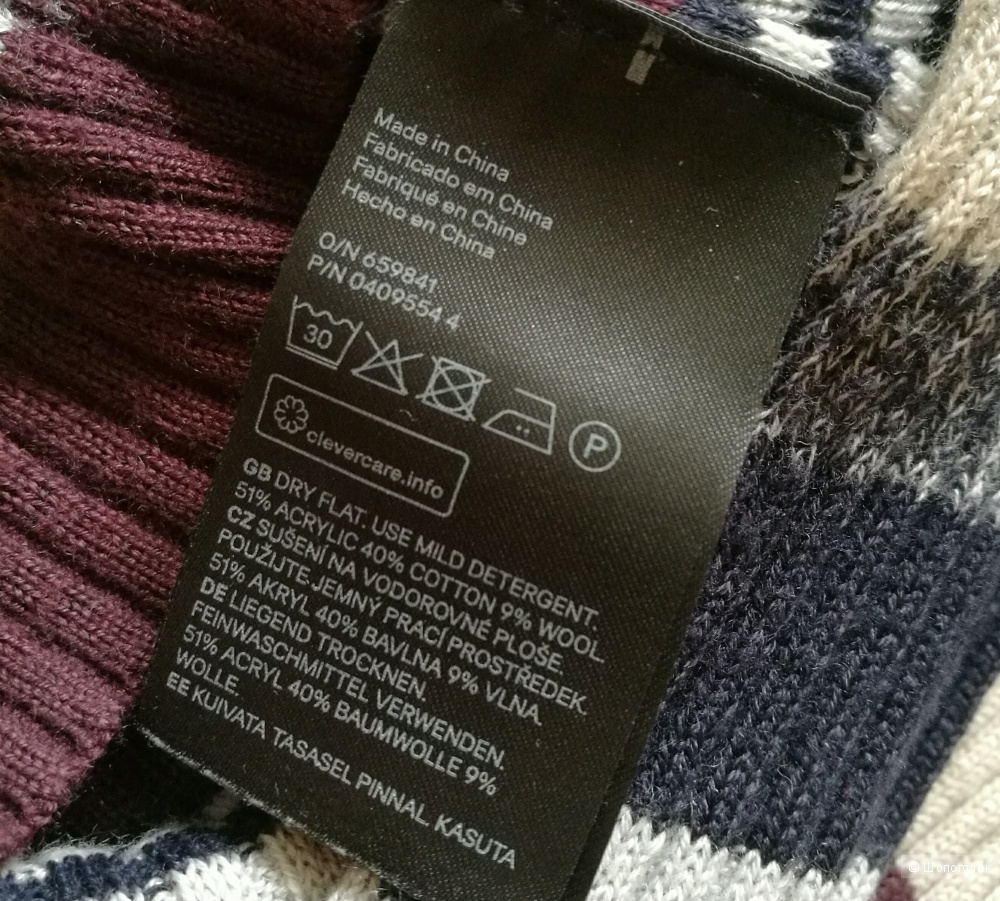 Made in China
Fabricado em China
Fabriqué en Chine
Hecho en China
O/N 659841
P/N 0409554 4
30
P
clevercare.info
GB DRY FLAT. USE MILD DETERGENT.
51% ACRYLIC 40% COTTON 9% WOOL.
CZ SUŠENÍ NA VODOROVNÉ PLOŠE.
POUŽIJTE JEMNÝ PRACÍ PROSTŘEDEK.
51% AKRYL 40% BAVLNA 9% VLNA.
DE LIEGEND TROCKNEN.
FEINWASCHMITTEL VERWENDEN.
51% ACRYL 40% BAUMWOLLE 9%
WOLLE.
EE KUIVATA TASASEL PINNAL KASUTA